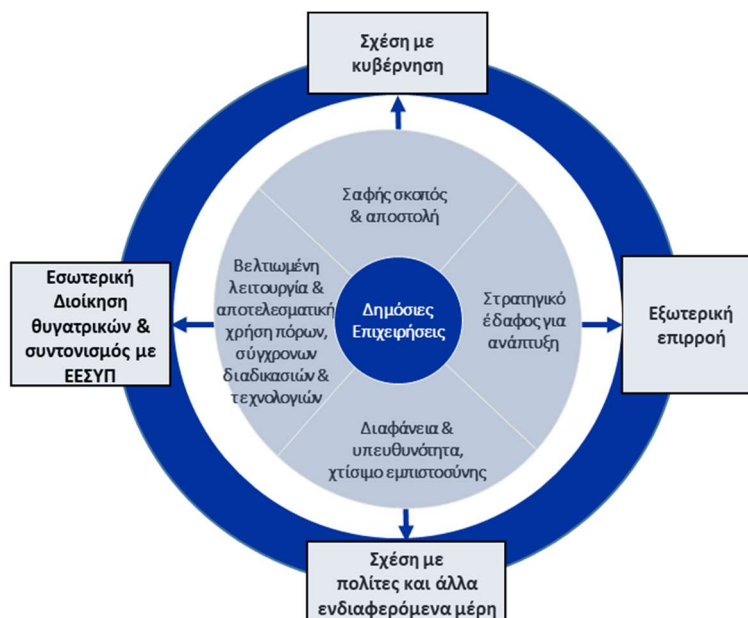 Σχέση με
κυβέρνηση
Σαφής σκοπός
& αποστολή
Εσωτερική
Διοίκηση
θυγατρικών &
συντονισμός με
ΕΕΣΥΠ
Βελτιωμένη
λειτουργία &
αποτελεσματική
χρήση πόρων,
σύγχρονων
διαδικασιών &
τεχνολογιών
Δημόσιες
Επιχειρήσεις
Στρατηγικό
έδαφος για
ανάπτυξη
Εξωτερική
επιρροή
Διαφάνεια &
υπευθυνότητα,
χτίσιμο εμπιστοσύνης
Σχέση με
πολίτες και άλλα
ενδιαφερόμενα μέρη